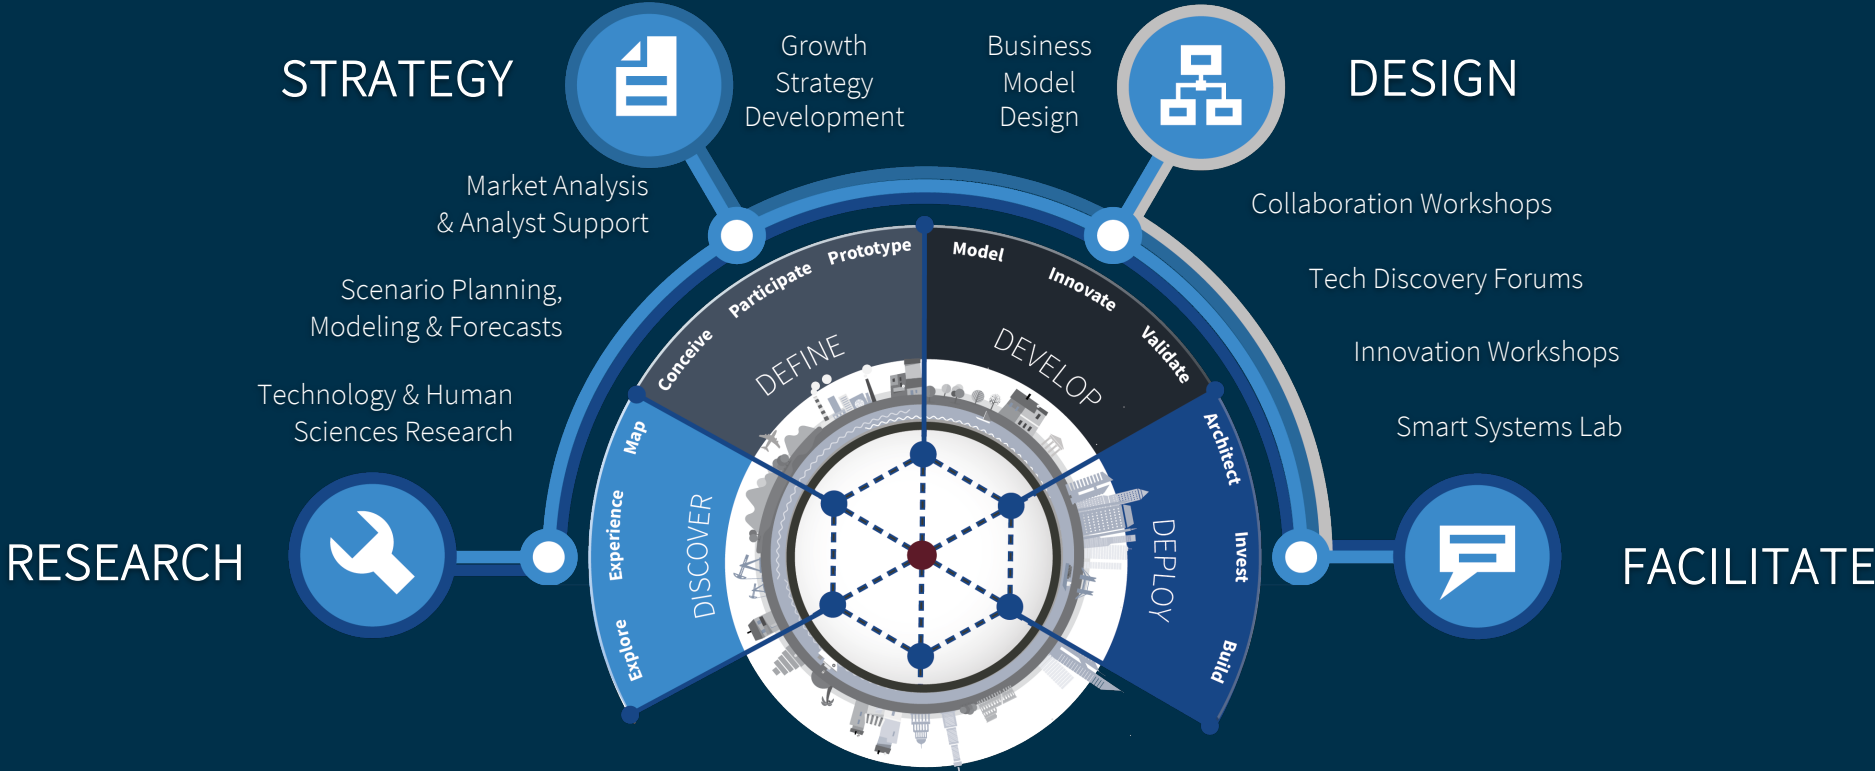 STRATEGY
Growth
Strategy
Development
Business
Model
Design
DESIGN
Market Analysis
& Analyst Support
Scenario Planning,
Modeling & Forecasts
Technology & Human
Sciences Research
RESEARCH
Collaboration Workshops
Tech Discovery Forums
Innovation Workshops
Smart Systems Lab
FACILITATE
Explore
Experience
Map
DISCOVER
Conceive
Participate
Prototype
DEFINE
Model
Innovate
Validate
DEVELOP
Architect
Invest
Build
DEPLOY